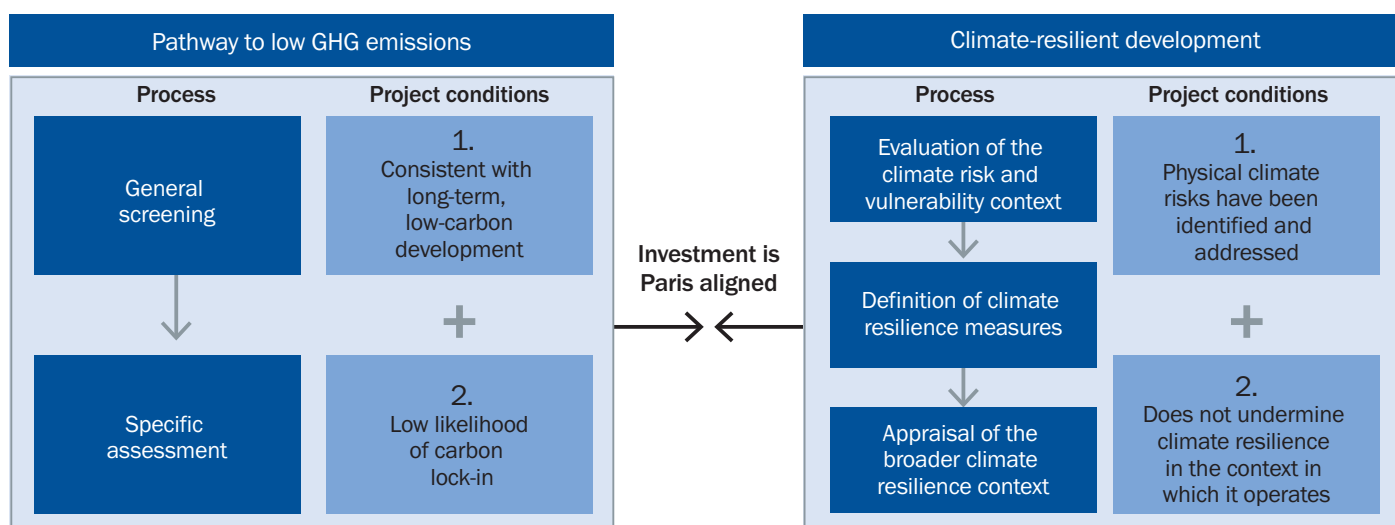 Pathway to low GHG emissions
Process
Project conditions
General
screening
1.
Consistent with
long-term,
low-carbon
development
+
Specific
assessment
2.
Low likelihood
of carbon
lock-in
Investment is
Paris aligned
Climate-resilient development
Process
Project conditions
Evaluation of the
climate risk and
vulnerability context
Definition of climate
resilience measures
Appraisal of the
broader climate
resilience context
1.
Physical climate
risks have been
identified and
addressed
+
2.
Does not undermine
climate resilience
in the context in
which it operates